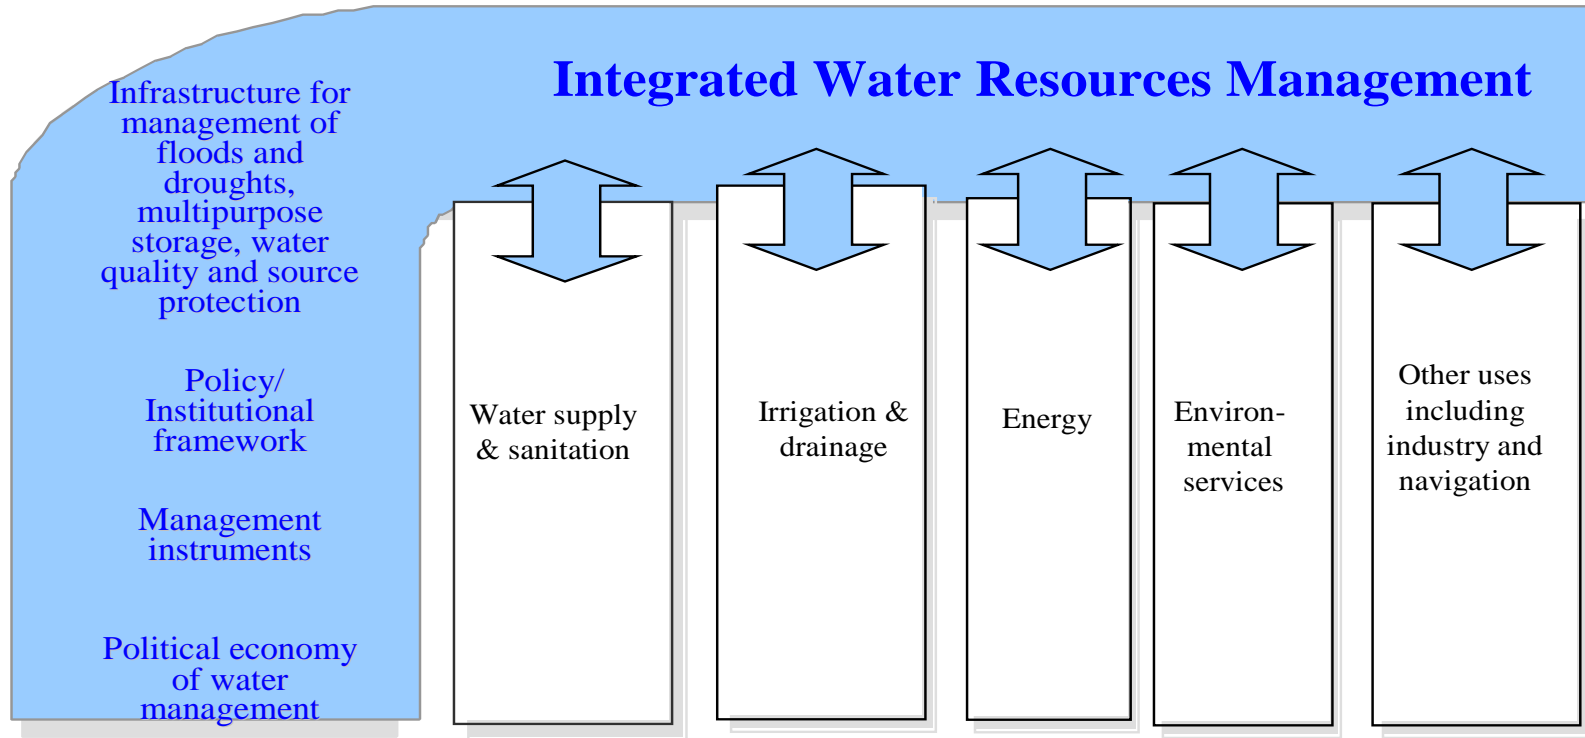 Integrated Water Resources Management
Infrastructure for
management of
floods and
droughts,
multipurpose
storage, water
quality and source
protection
Policy/
Institutional
framework
Management
instruments
Political economy
of water
management
Water supply
& sanitation
Irrigation &
drainage
Energy
Environ-
mental
services
Other uses
including
industry and
navigation